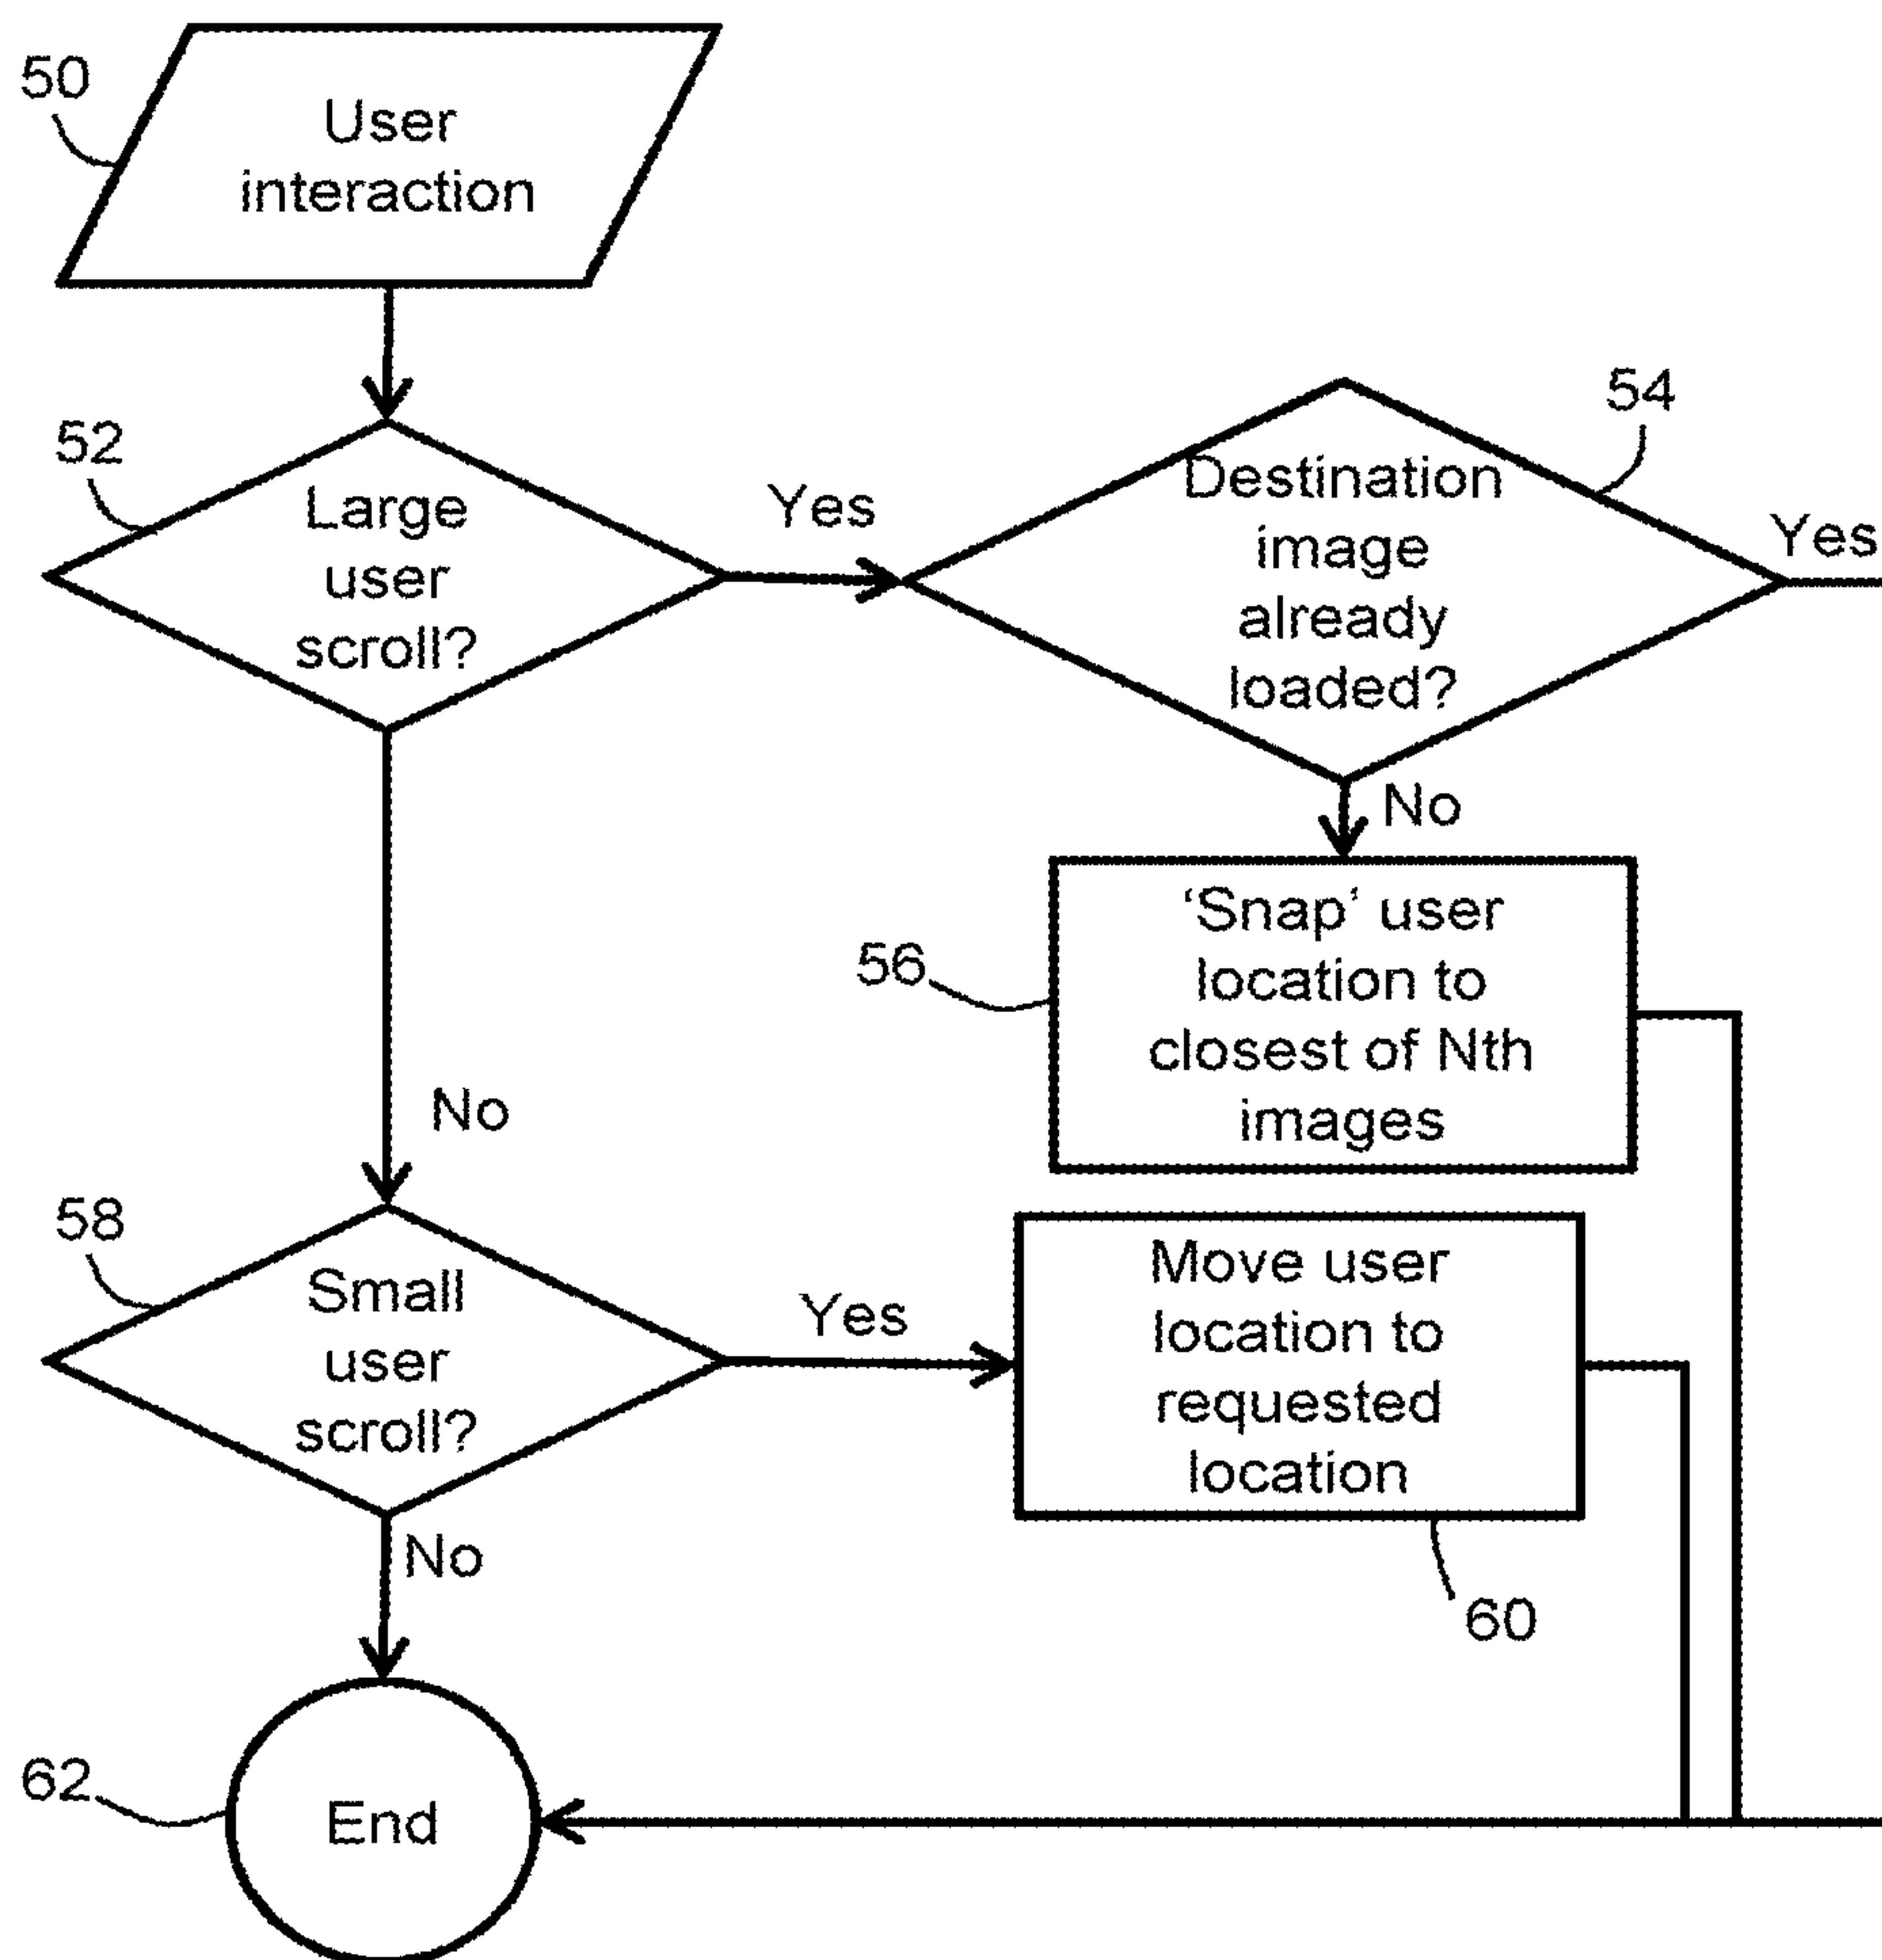 50
User
interaction
52
Large
user
scroll?
Yes
54
Destination
image
already
loaded?
Yes
No
56
‘Snap’ user
location to
closest of Nth
images
No
58
Small
user
scroll?
Yes
Move user
location to
requested
location
60
No
62
End